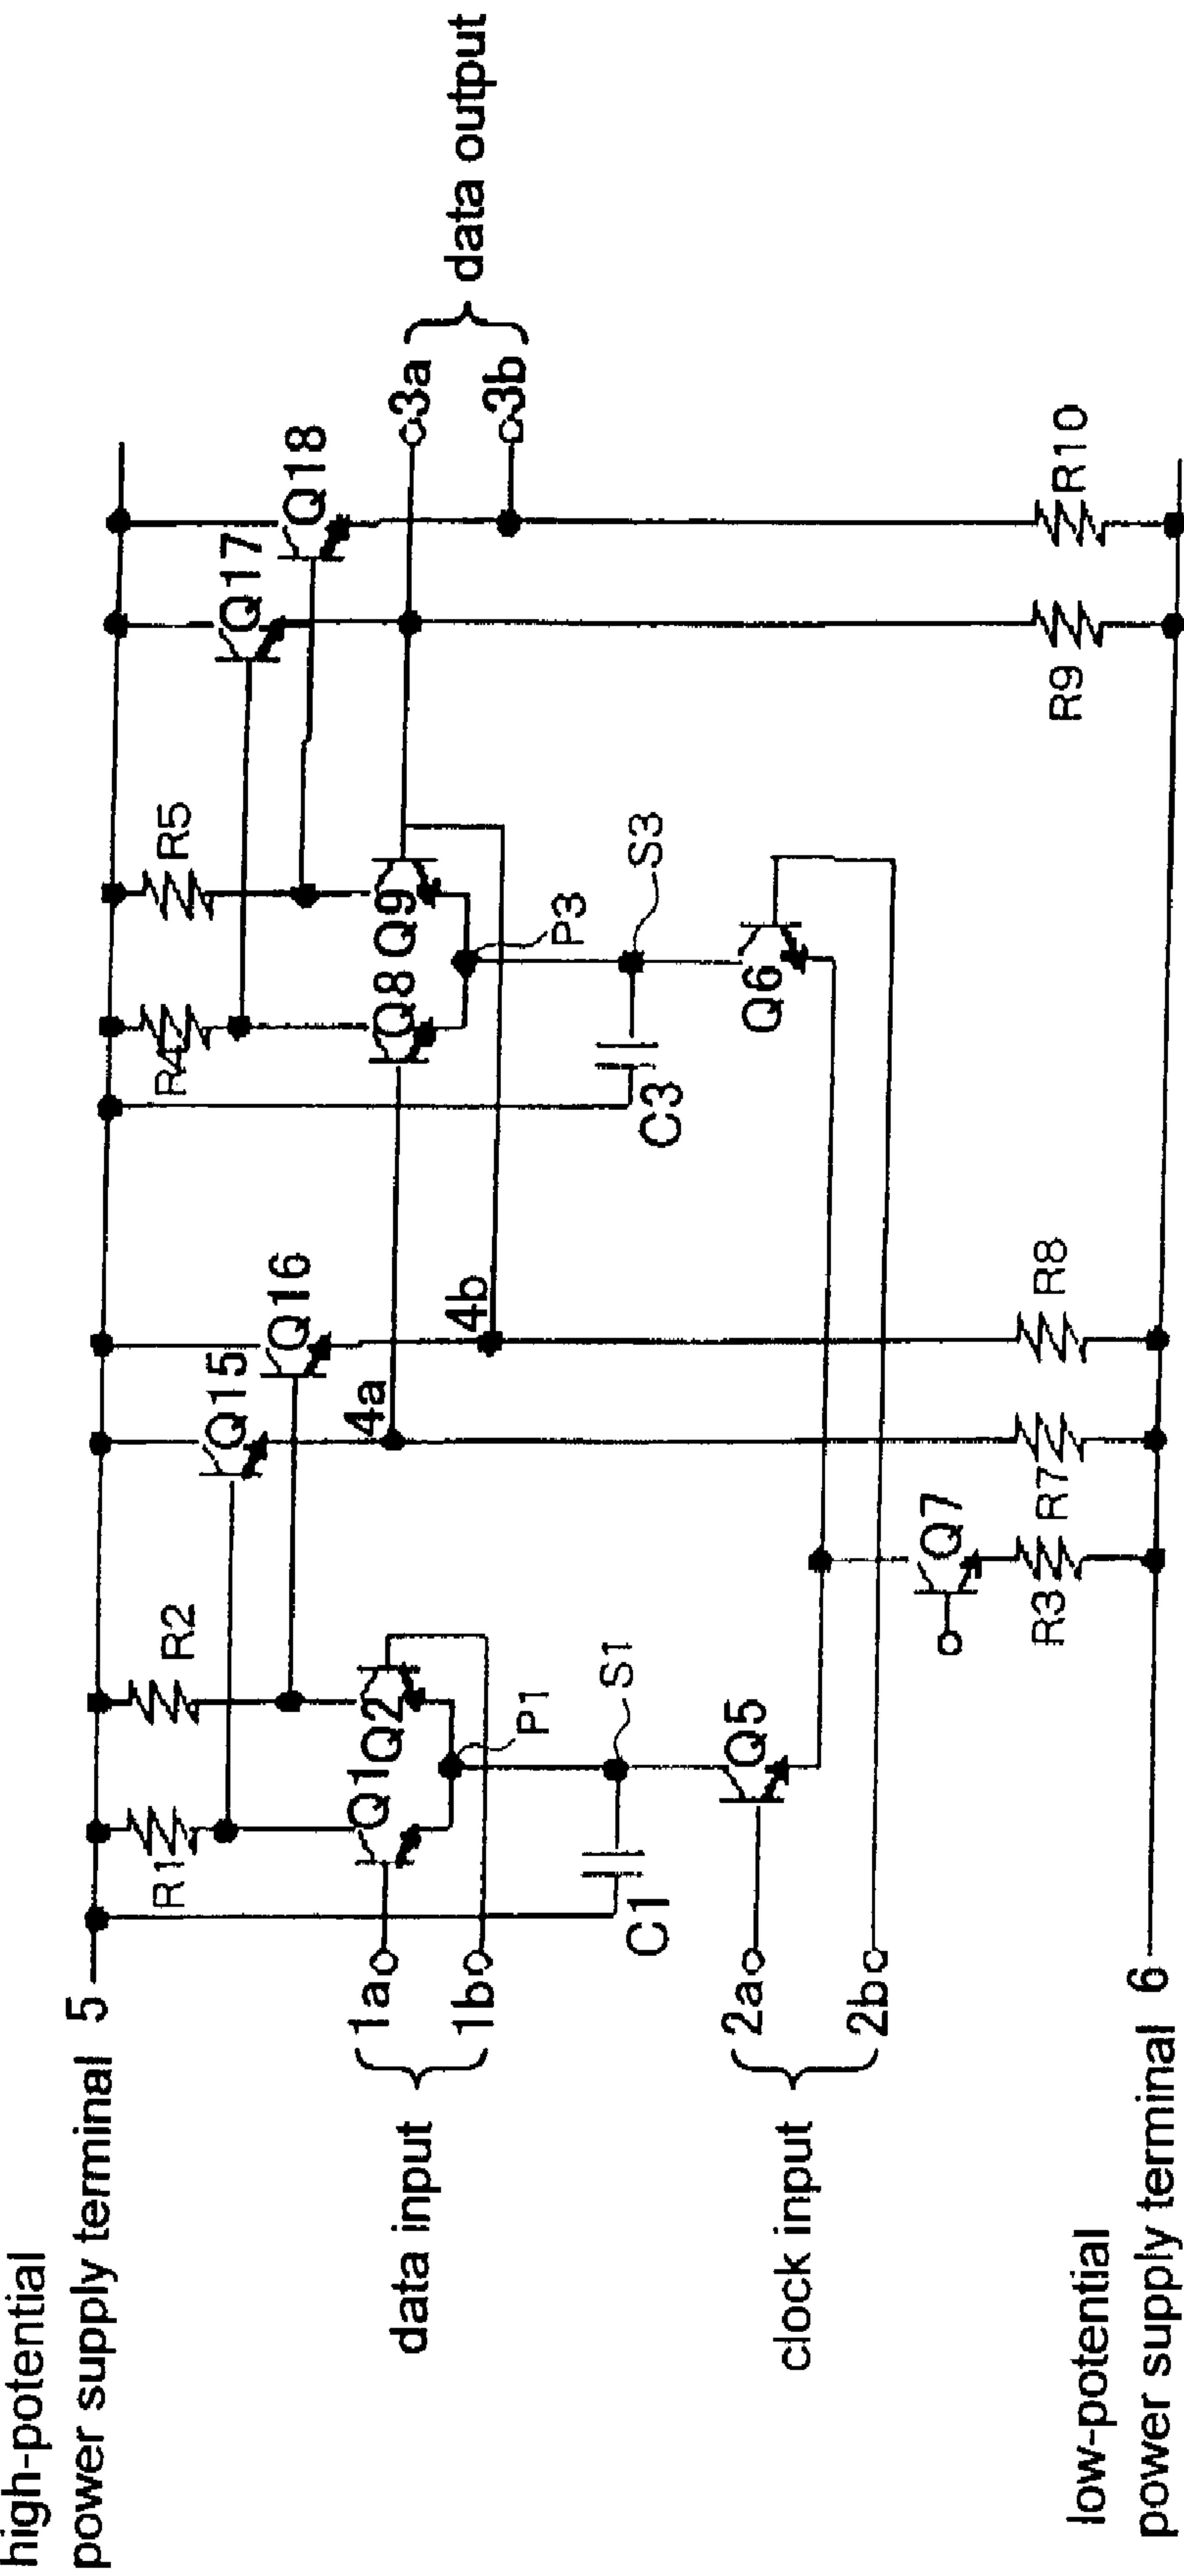 high-potential
power supply terminal 5
R1
R2
R4
R5
Q15
Q16
Q17
Q18
data input
1a
1b
Q1
Q2
4a
4b
Q8
Q9
3a
3b
data output
P1
P3
C1
S1
C3
S3
clock input
2a
2b
Q5
Q6
Q7
R3
R7
R8
R9
R10
low-potential
power supply terminal 6